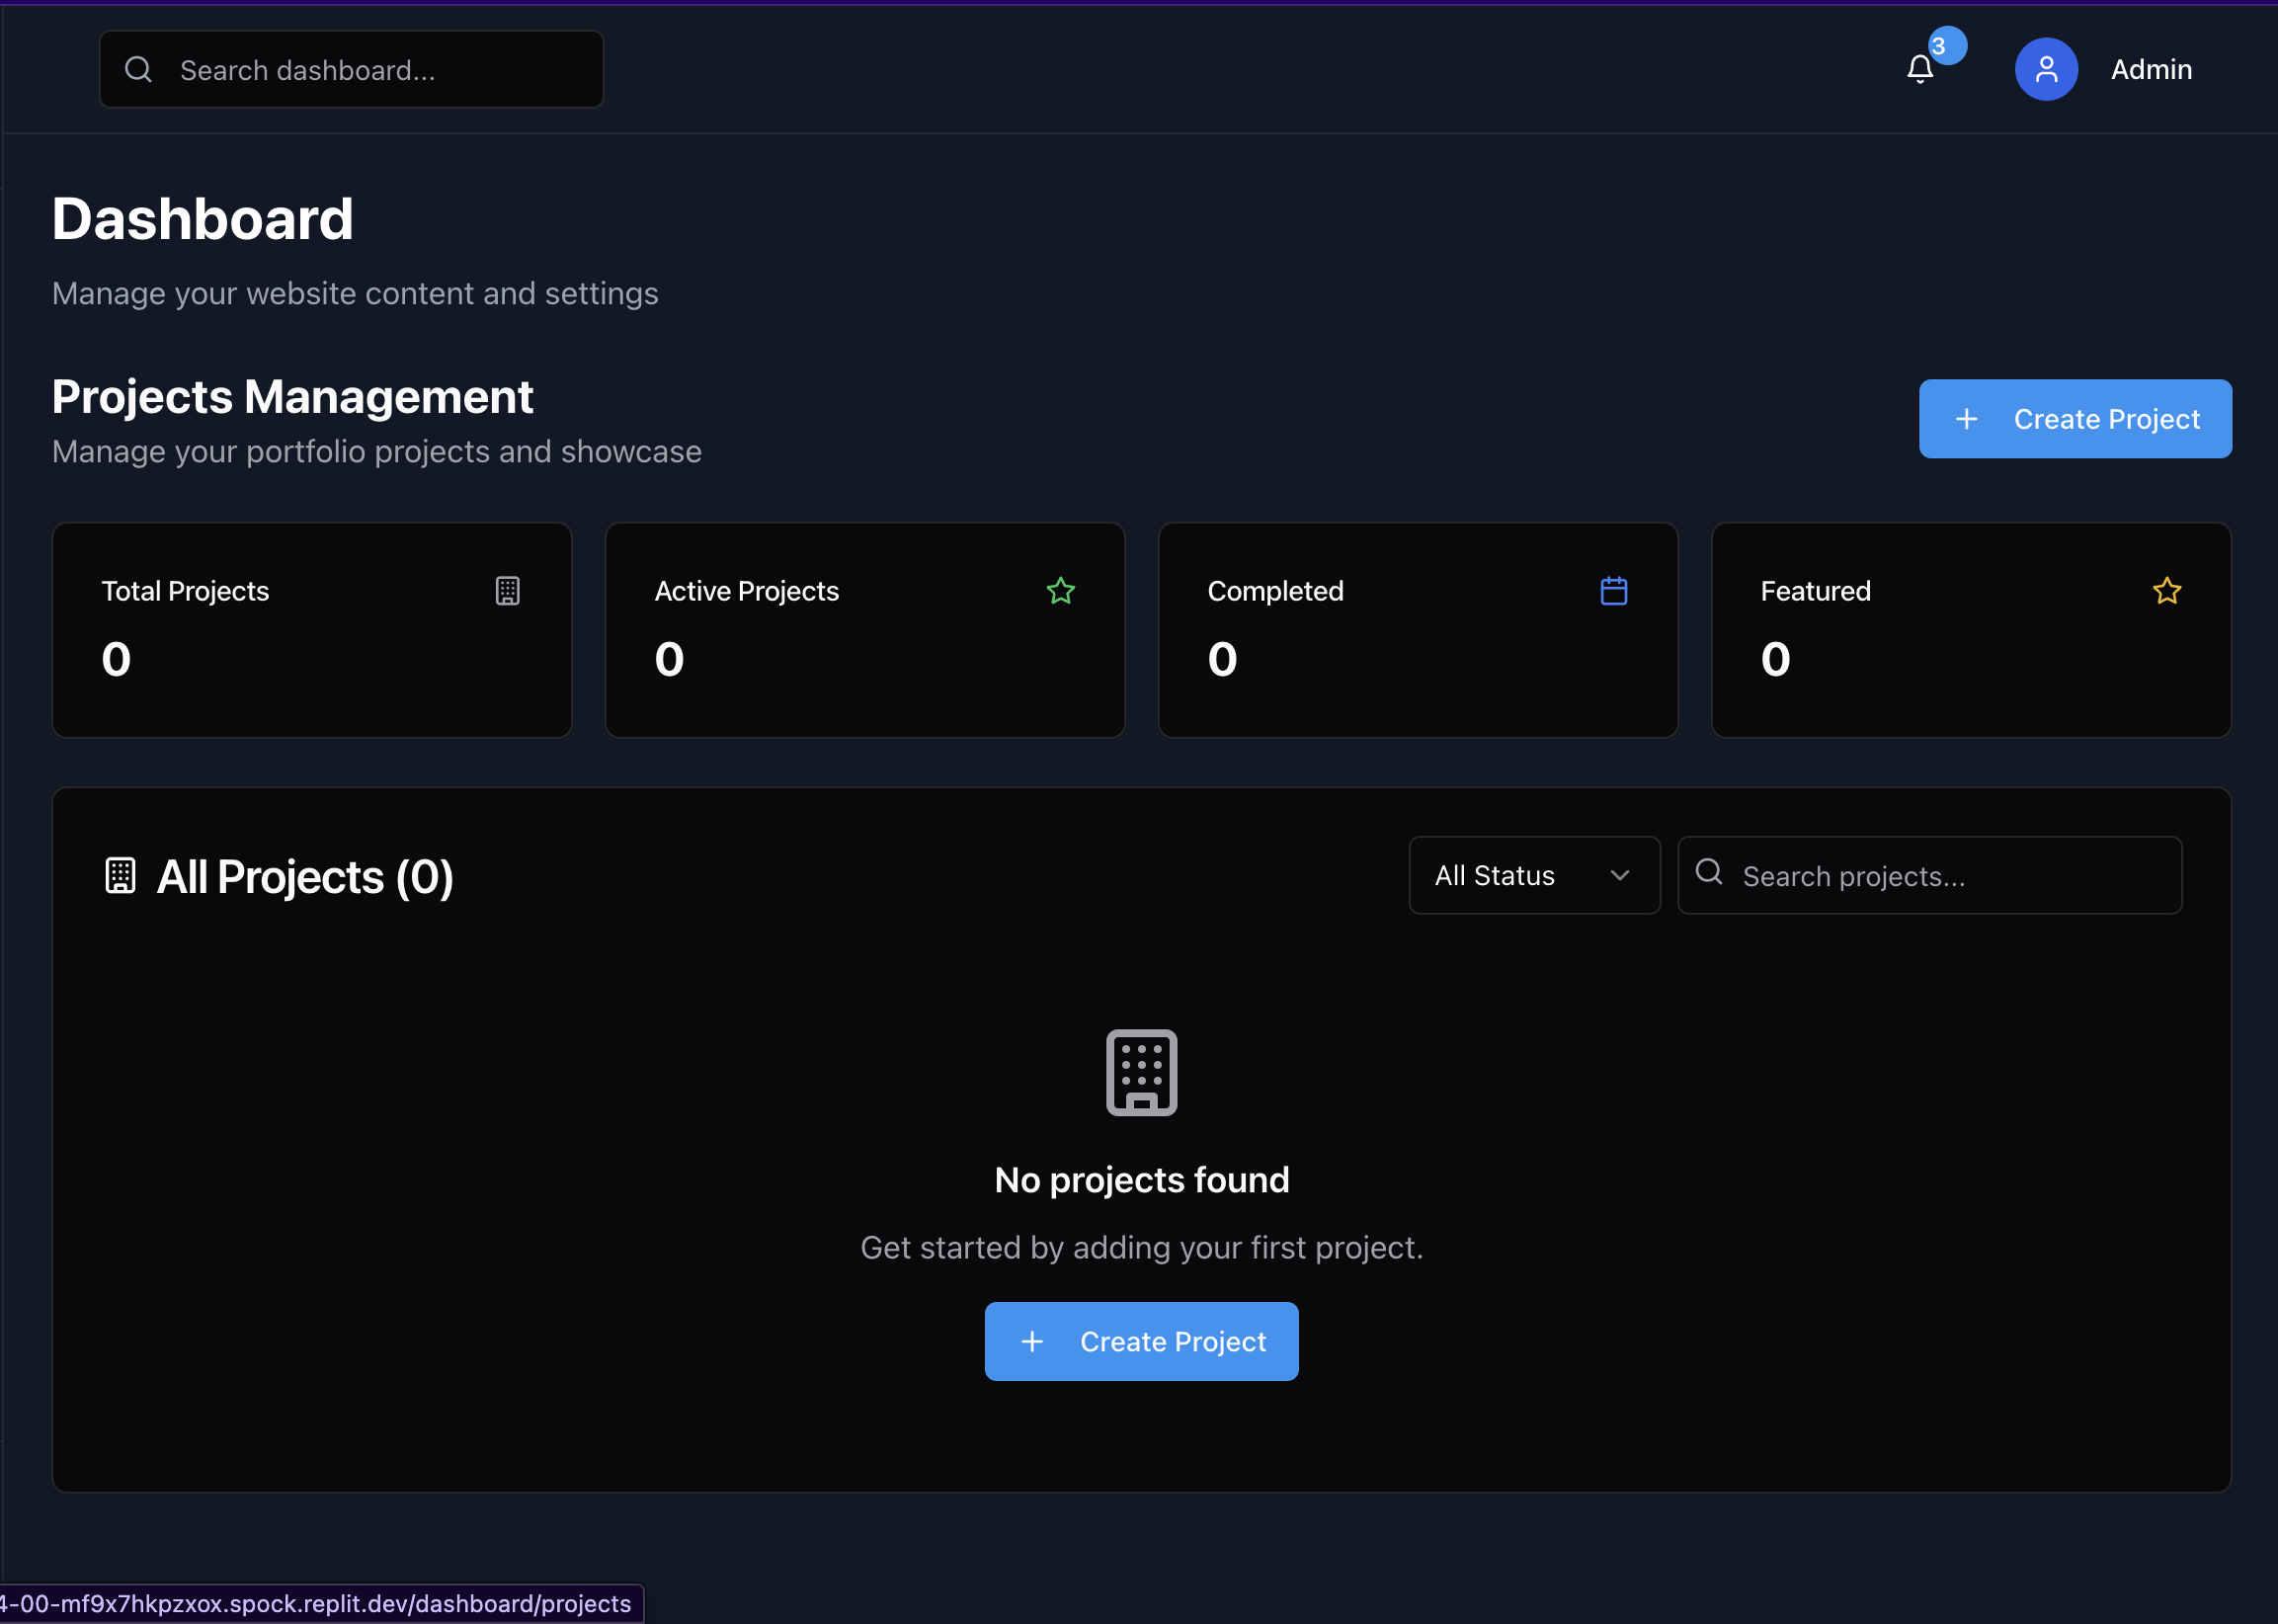 Search dashboard...
3
Admin
Dashboard
Manage your website content and settings
Projects Management
Manage your portfolio projects and showcase
Create Project
Total Projects
0
Active Projects
0
Completed
0
Featured
0
All Projects (0)
All Status
Search projects...
No projects found
Get started by adding your first project.
Create Project
4-00-mf9x7hkpzxox.spock.replit.dev/dashboard/projects